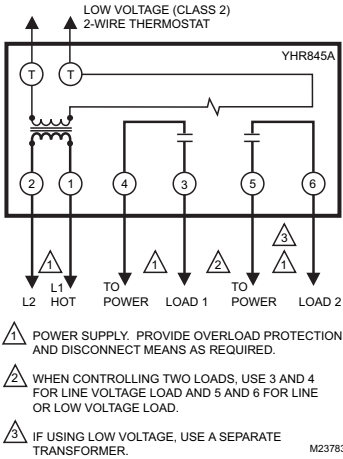 LOW VOLTAGE (CLASS 2)
2-WIRE THERMOSTAT
YHR845A
T T
2 1 4 3 5 6
3
1 1 2 1
L2 L1 HOT TO POWER LOAD 1 TO POWER LOAD 2
1 POWER SUPPLY. PROVIDE OVERLOAD PROTECTION
AND DISCONNECT MEANS AS REQUIRED.
2 WHEN CONTROLLING TWO LOADS, USE 3 AND 4
FOR LINE VOLTAGE LOAD AND 5 AND 6 FOR LINE
OR LOW VOLTAGE LOAD.
3 IF USING LOW VOLTAGE, USE A SEPARATE
TRANSFORMER. M23783